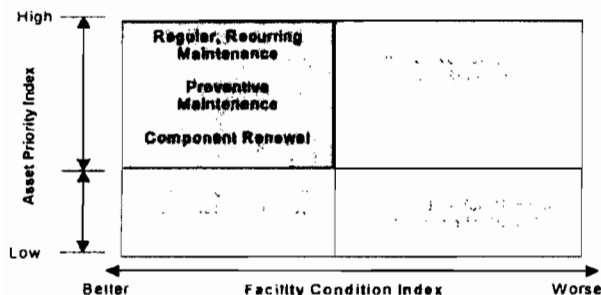 High
Regular, Recurring
Maintenance
Preventive
Maintenance
Component Renewal
Asset Priority Index
Low
Better
Facility Condition Index
Worse